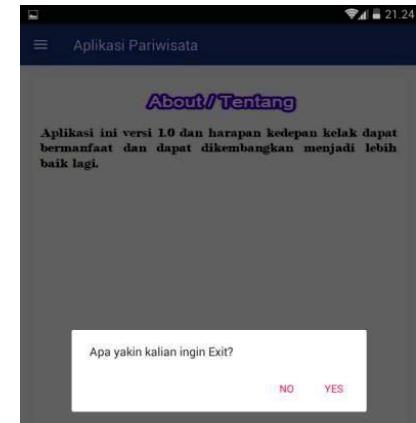 21.24
Aplikasi Pariwisata
About/Tentang
Aplikasi ini versi 1.0 dan harapan kedepan kelak dapat
bermanfaat dan dapat dikembangkan menjadi lebih
baik lagi.
Apa yakin kalian ingin Exit?
NO YES